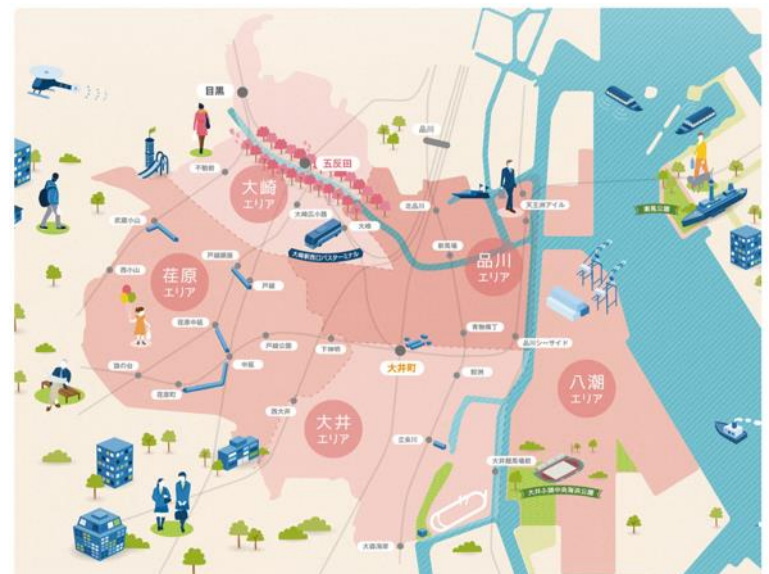 目黒
五反田
品川
不動前
大崎
エリア
大崎広小路
大崎
北品川
天王洲アイル
武蔵小山
大崎駅西口バスターミナル
新馬場
品川
エリア
戸越銀座
戸越
西小山
荏原
エリア
荏原中延
戸越公園
下神明
青物横丁
品川シーサイド
大井町
旗の台
中延
荏原町
鮫洲
八潮
エリア
西大井
大井
エリア
立会川
大井競馬場前
大井ふ頭中央海浜公園
大森海岸